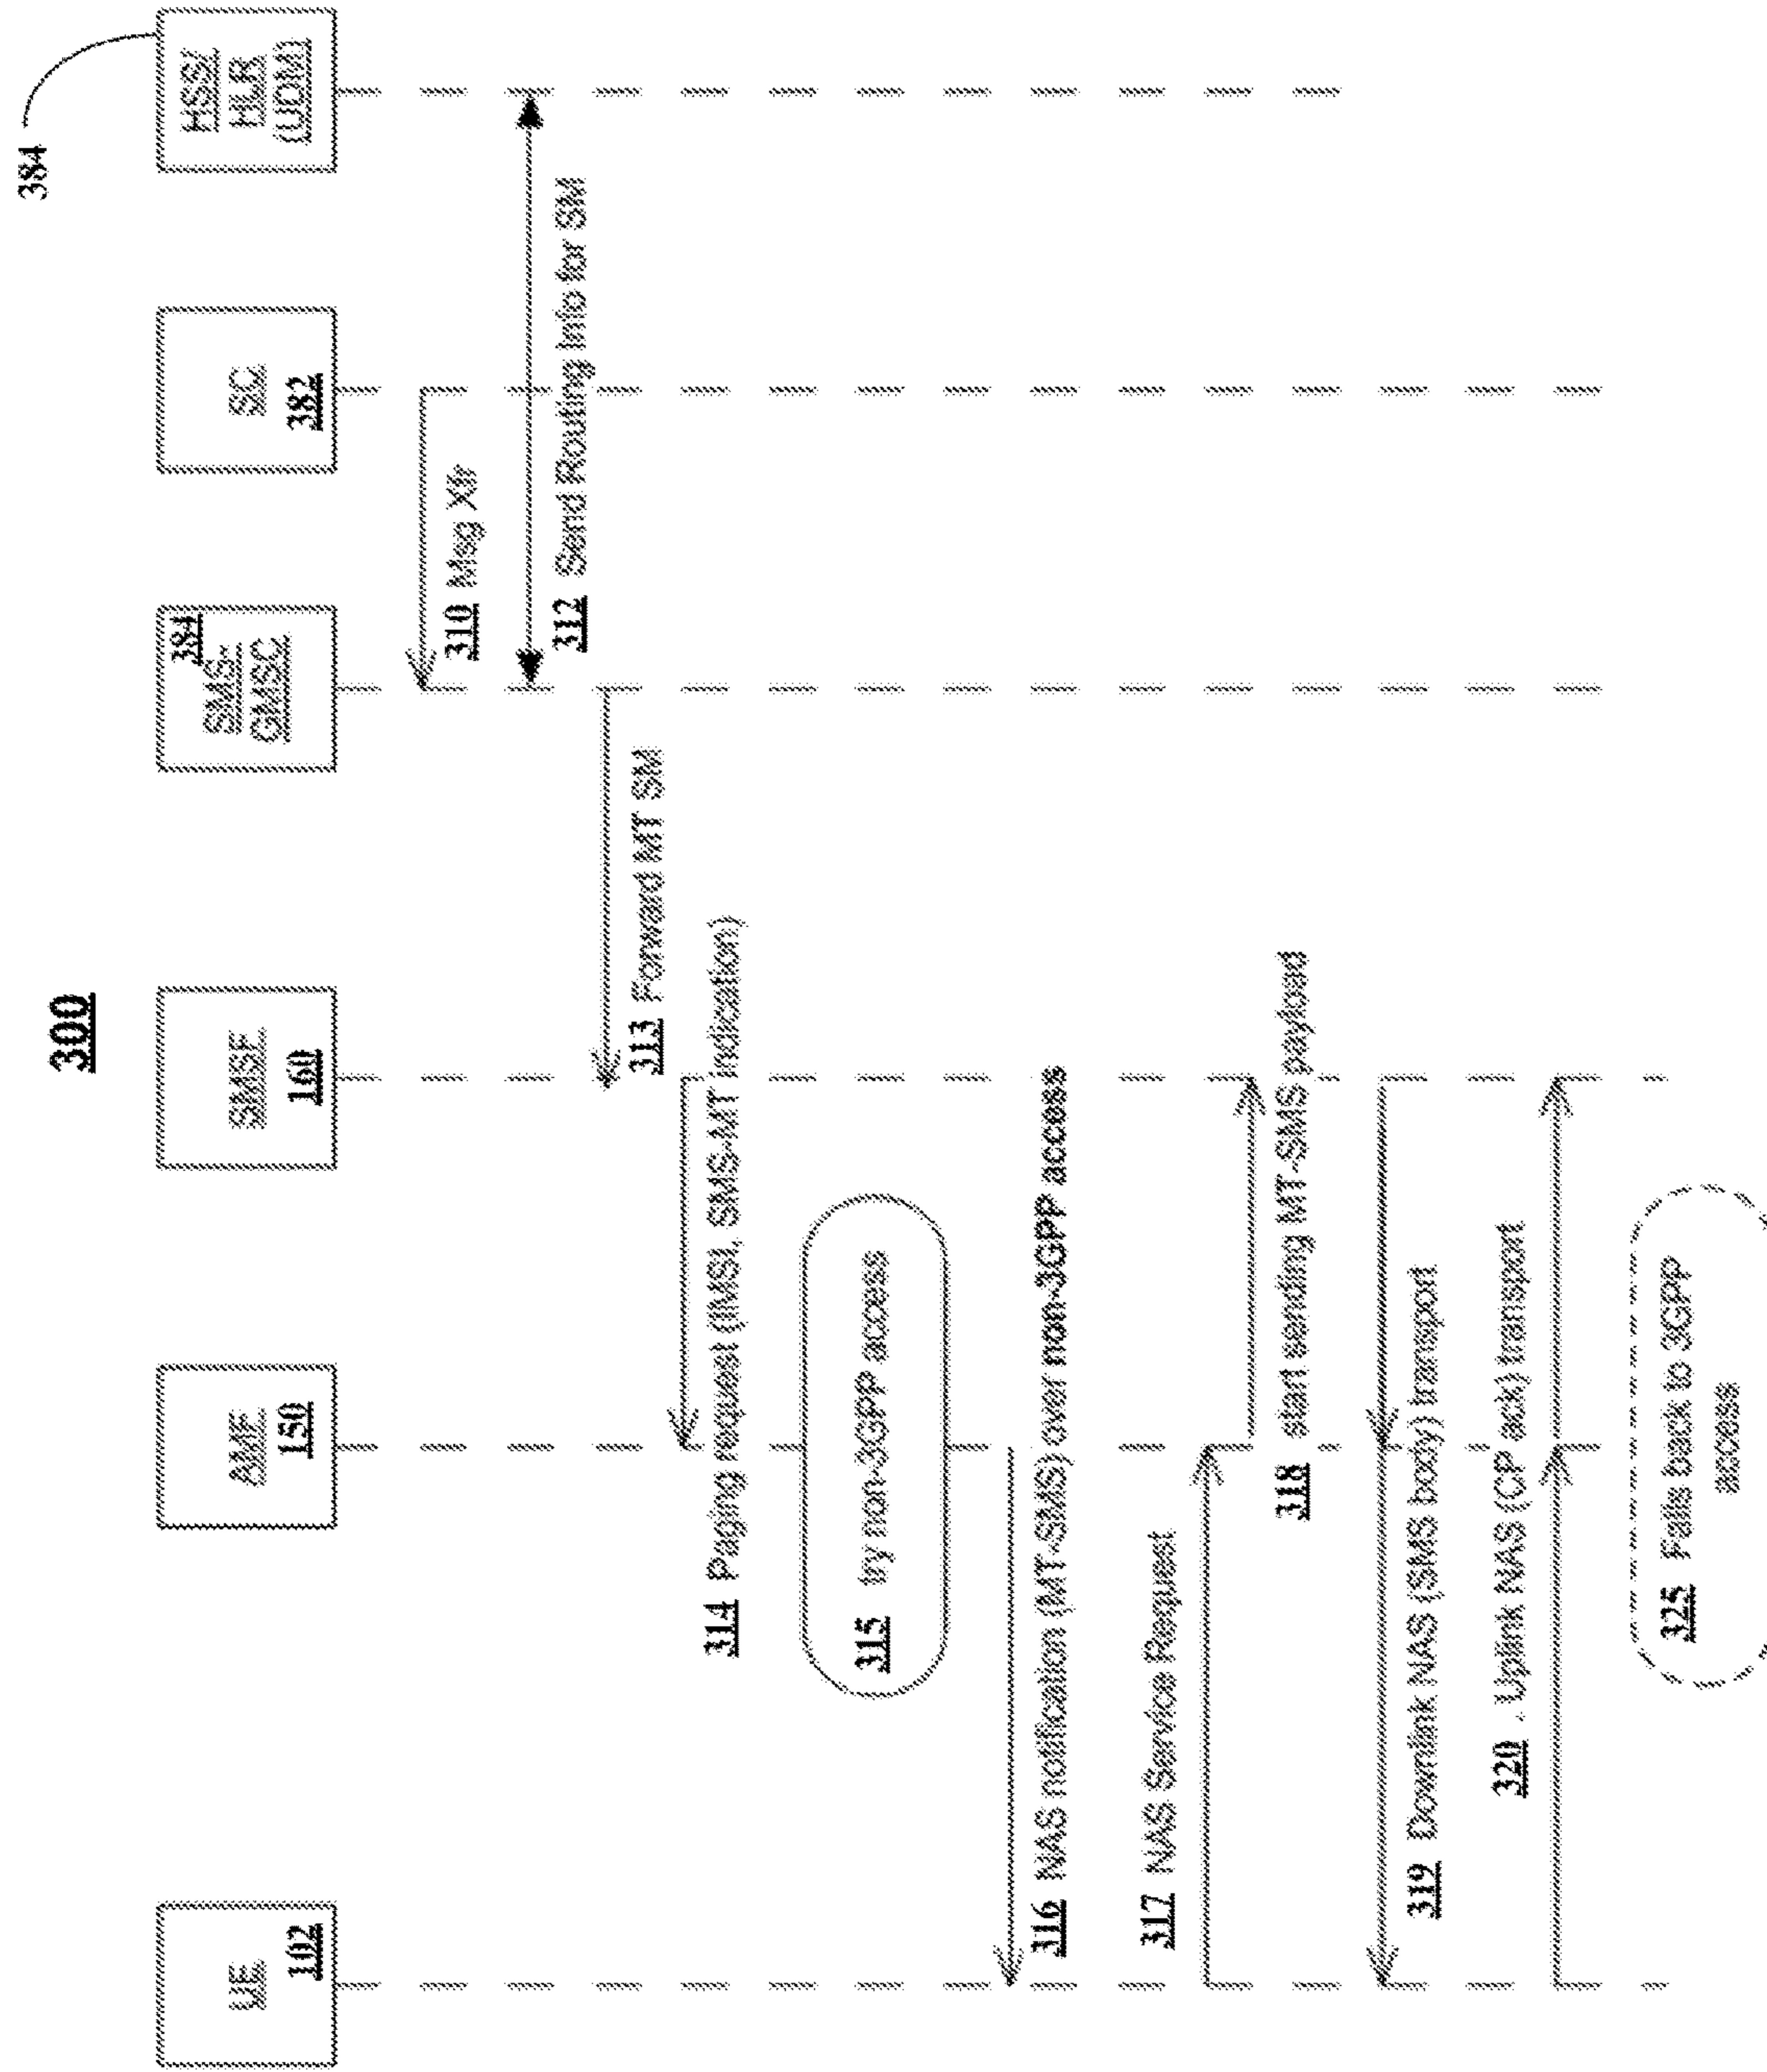 300
UE
102
AMF
150
SMSF
160
384
SMS-
GMSC
SC
382
384
HSS/
HLR
(UDM)
310 Msg Xfr
312 Send Routing Info for SM
313 Forward MT SM
314 Paging request (IMSI, SMS-MT indication)
315 try non-3GPP access
316 NAS notification (MT-SMS) over non-3GPP access
317 NAS Service Request
318 start sending MT-SMS payload
319 Downlink NAS (SMS body) transport
320 . Uplink NAS (CP ack) transport
325 Falls back to 3GPP
access